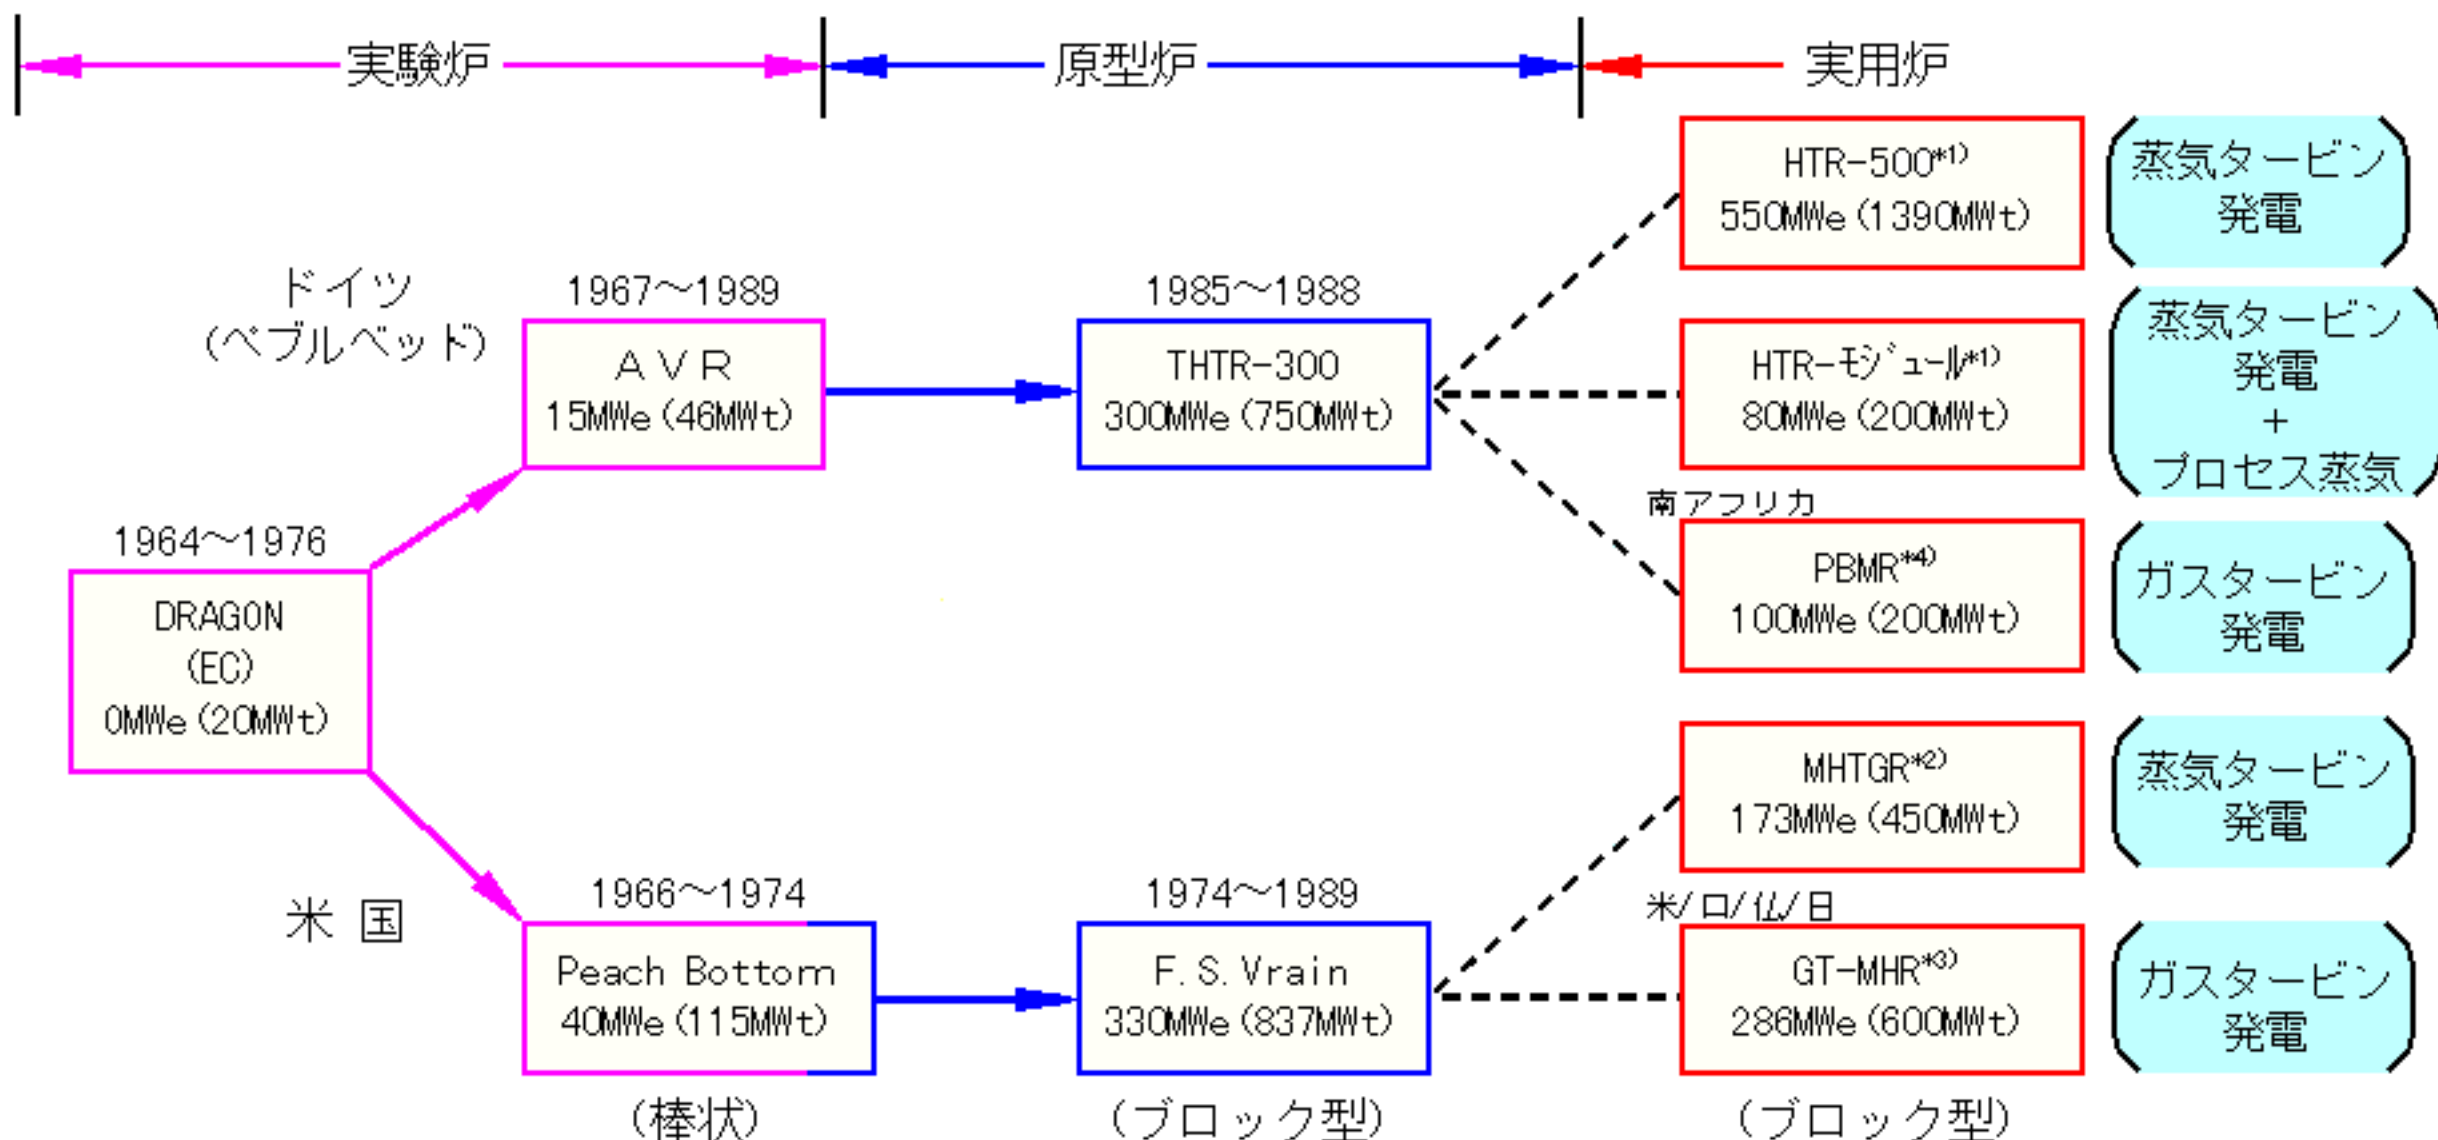 実験炉
原型炉
実用炉
ドイツ
(ペブルベッド)
1964～1976
DRAGON
(EC)
0MWe(20MWt)
米国
1967～1989
AVR
15MWe(46MWt)
1966～1974
Peach Bottom
40MWe(115MWt)
(棒状)
1985～1988
THTR-300
300MWe(750MWt)
1974～1989
F.S.Vrain
330MWe(837MWt)
(ブロック型)
HTR-500*1)
550MWe(1390MWt)
蒸気タービン
発電
HTR-ﾓｼﾞｭｰﾙ*1)
80MWe(200MWt)
蒸気タービン
発電
+
プロセス蒸気
南アフリカ
PBMR*4)
100MWe(200MWt)
ガスタービン
発電
MHTGR*2)
173MWe(450MWt)
蒸気タービン
発電
米/ロ/仏/日
GT-MHR*3)
286MWe(600MWt)
ガスタービン
発電
(ブロック型)